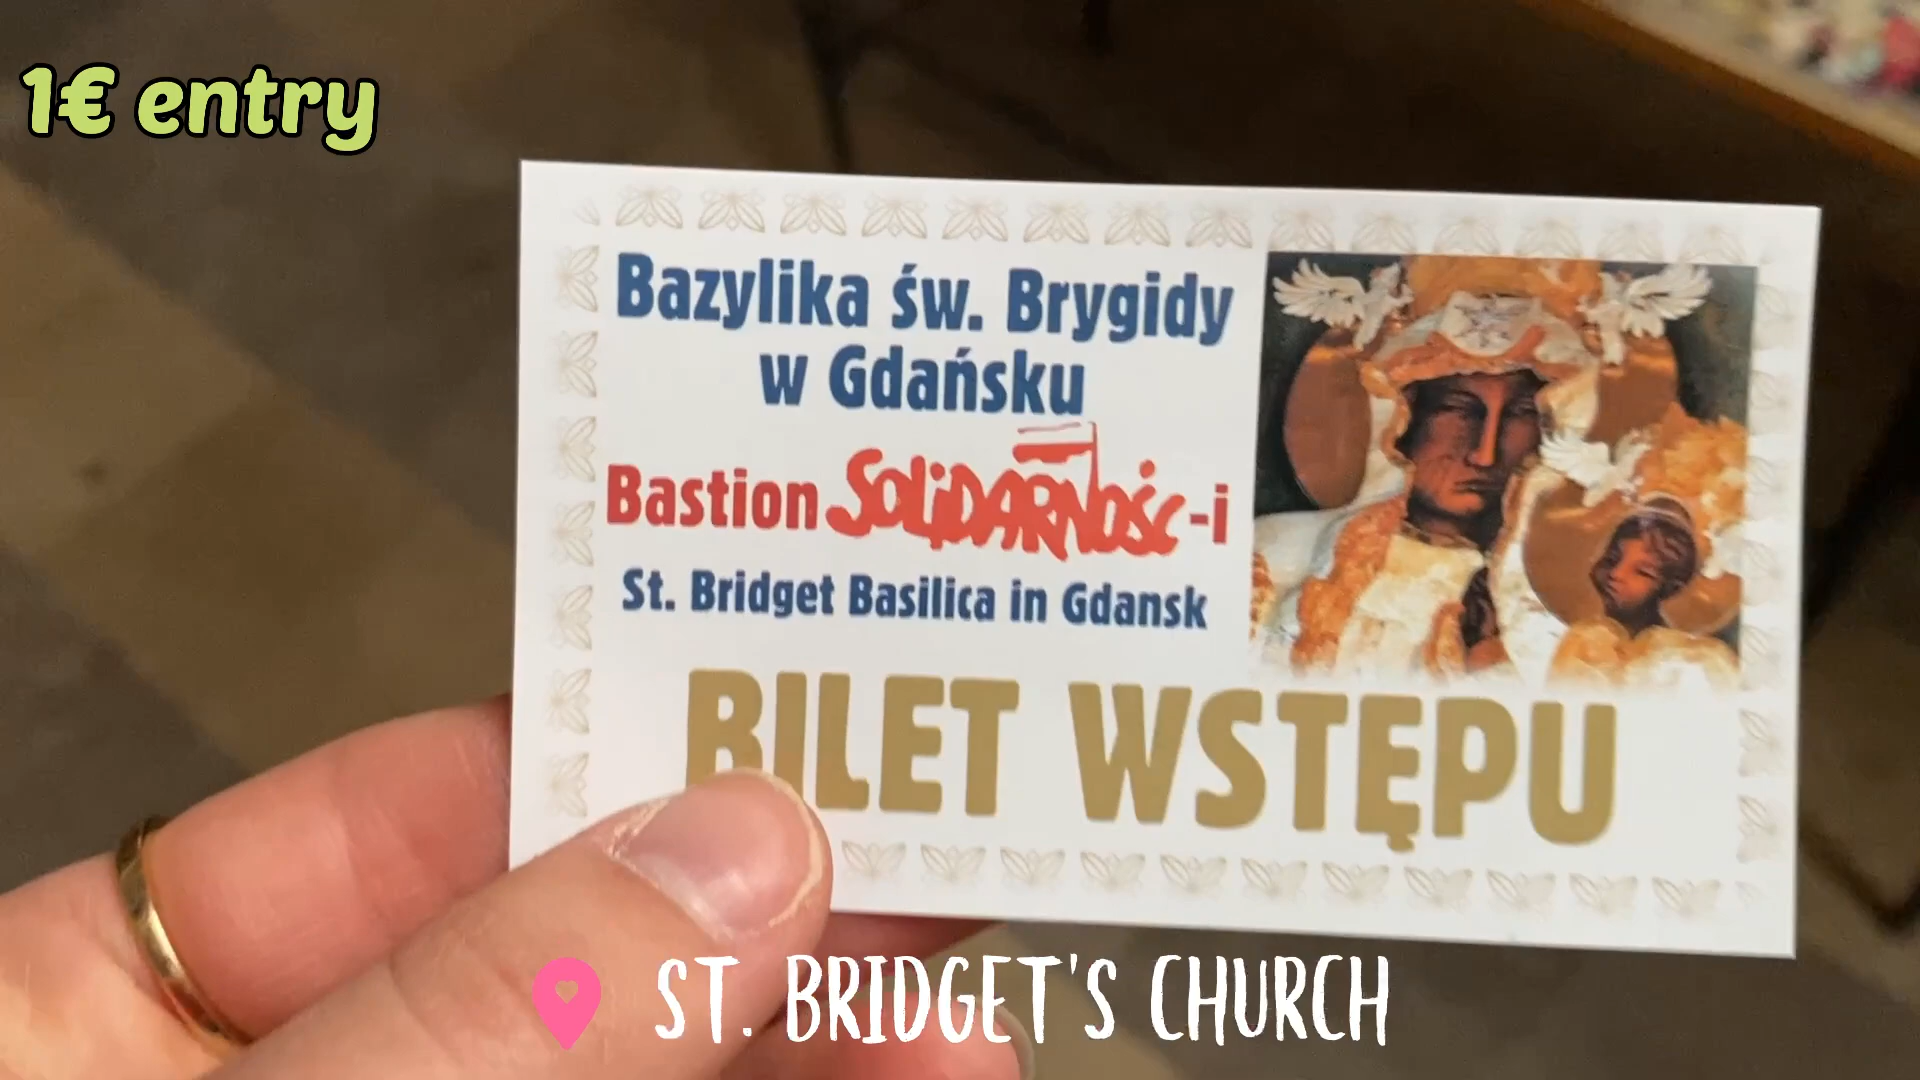 1€ entry
Bazylika św. Brygidy
w Gdańsku
Bastion SOLiDARNOŚĆ-i
St. Bridget Basilica in Gdansk
BILET WSTĘPU
ST. BRIDGET'S CHURCH